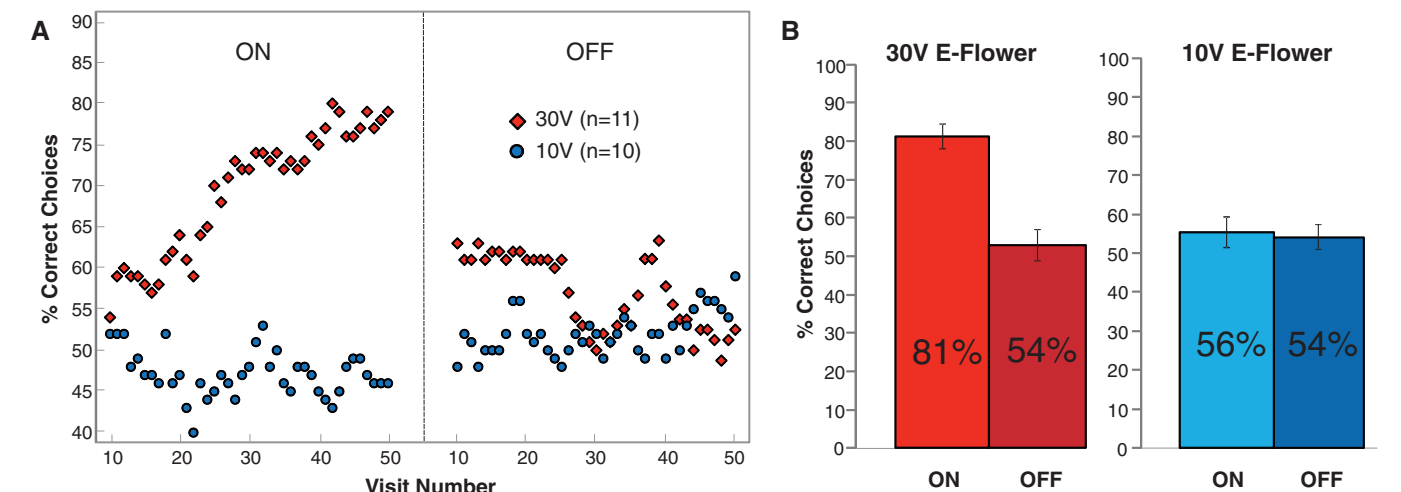 A
ON
OFF
30V (n=11)
10V (n=10)
% Correct Choices
90
85
80
75
70
65
60
55
50
45
40
10 20 30 40 50
10 20 30 40 50
Visit Number
B
30V E-Flower
% Correct Choices
100
90
80
70
60
50
40
30
20
10
0
81% 54%
ON OFF
10V E-Flower
100
90
80
70
60
50
40
30
20
10
0
56% 54%
ON OFF